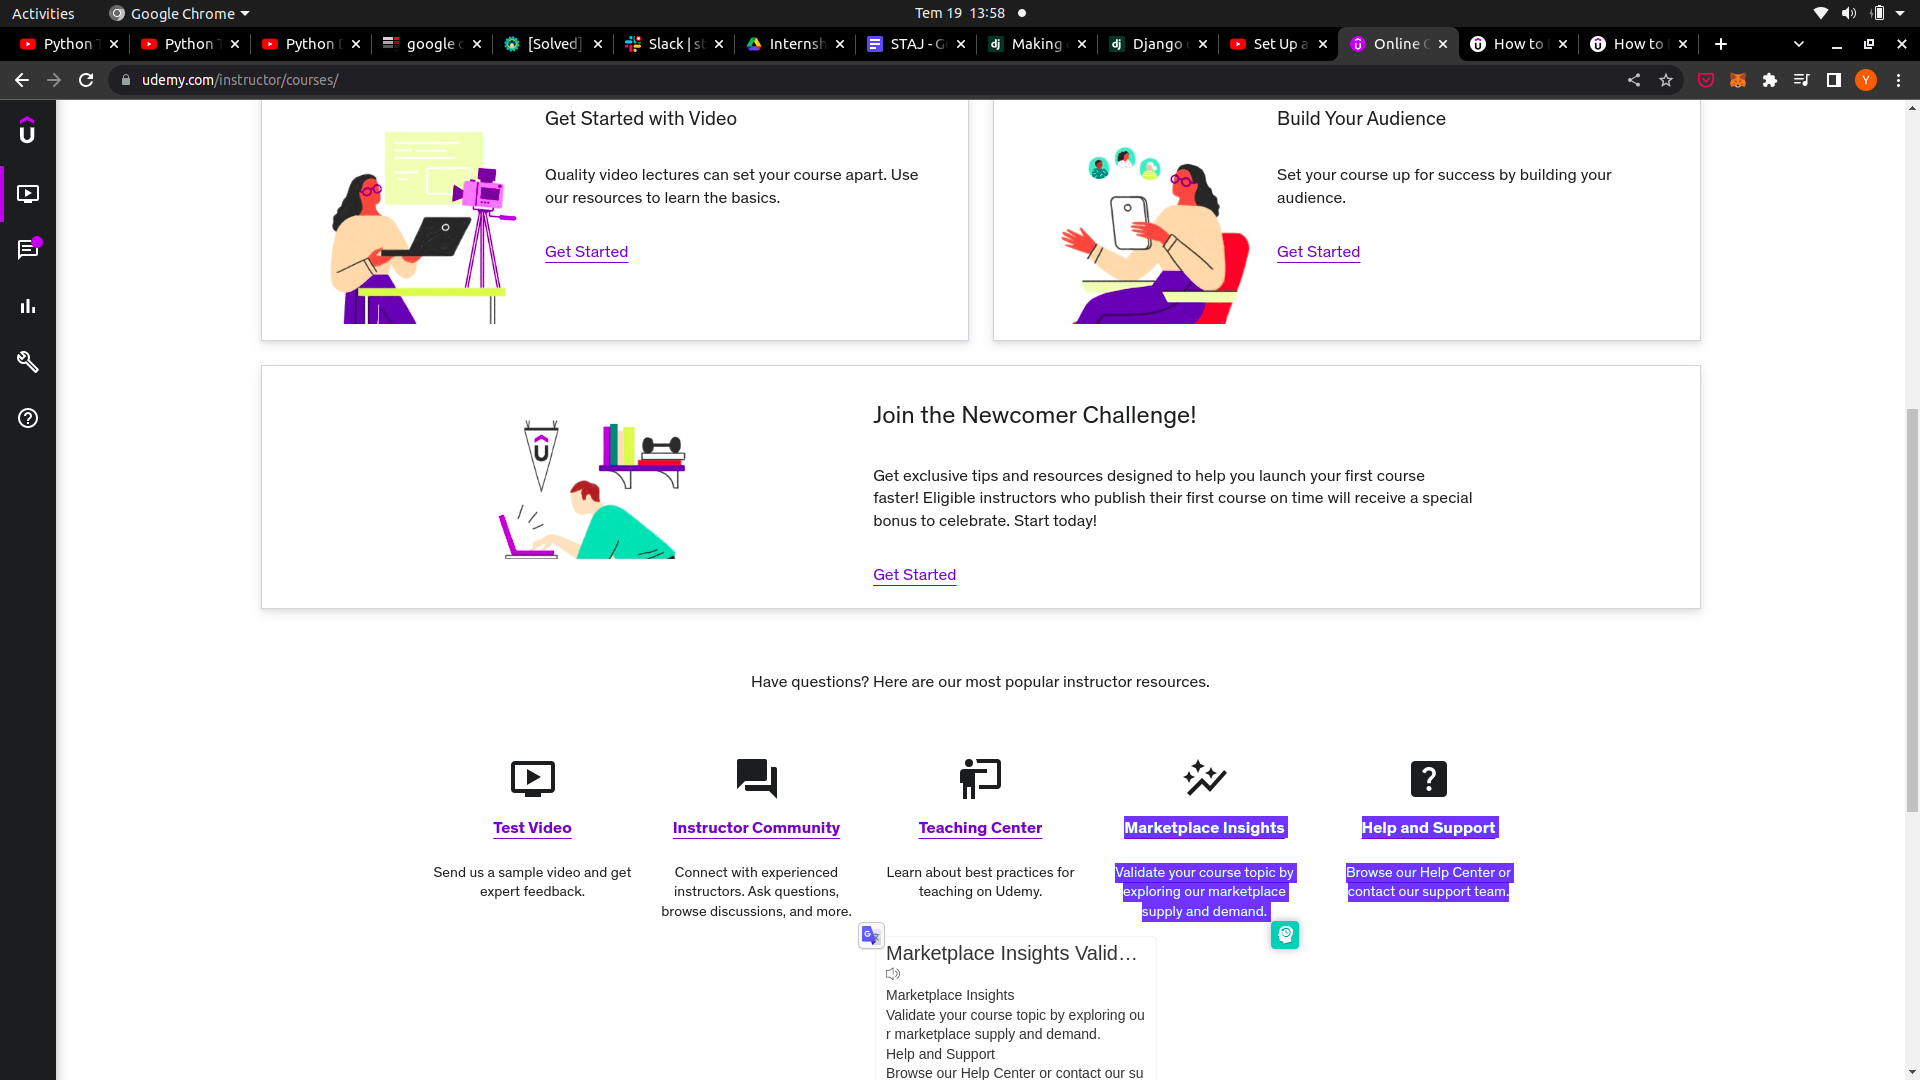 Activities
Google Chrome
Tem 19 13:58
Python T
Python T
Python D
google c
[Solved]
Slack | st
Internsh
STAJ - G
Making
Django
Set Up a
Online C
How to
How to
udemy.com/instructor/courses/
Y
Get Started with Video
Quality video lectures can set your course apart. Use
our resources to learn the basics.
Get Started
Build Your Audience
Set your course up for success by building your
audience.
Get Started
Join the Newcomer Challenge!
Get exclusive tips and resources designed to help you launch your first course
faster! Eligible instructors who publish their first course on time will receive a special
bonus to celebrate. Start today!
Get Started
Have questions? Here are our most popular instructor resources.
Test Video
Send us a sample video and get
expert feedback.
Instructor Community
Connect with experienced
instructors. Ask questions,
browse discussions, and more.
Teaching Center
Learn about best practices for
teaching on Udemy.
Marketplace Insights
Validate your course topic by
exploring our marketplace
supply and demand.
Help and Support
Browse our Help Center or
contact our support team.
Marketplace Insights Valid…
Marketplace Insights
Validate your course topic by exploring ou
r marketplace supply and demand.
Help and Support
Browse our Help Center or contact our su